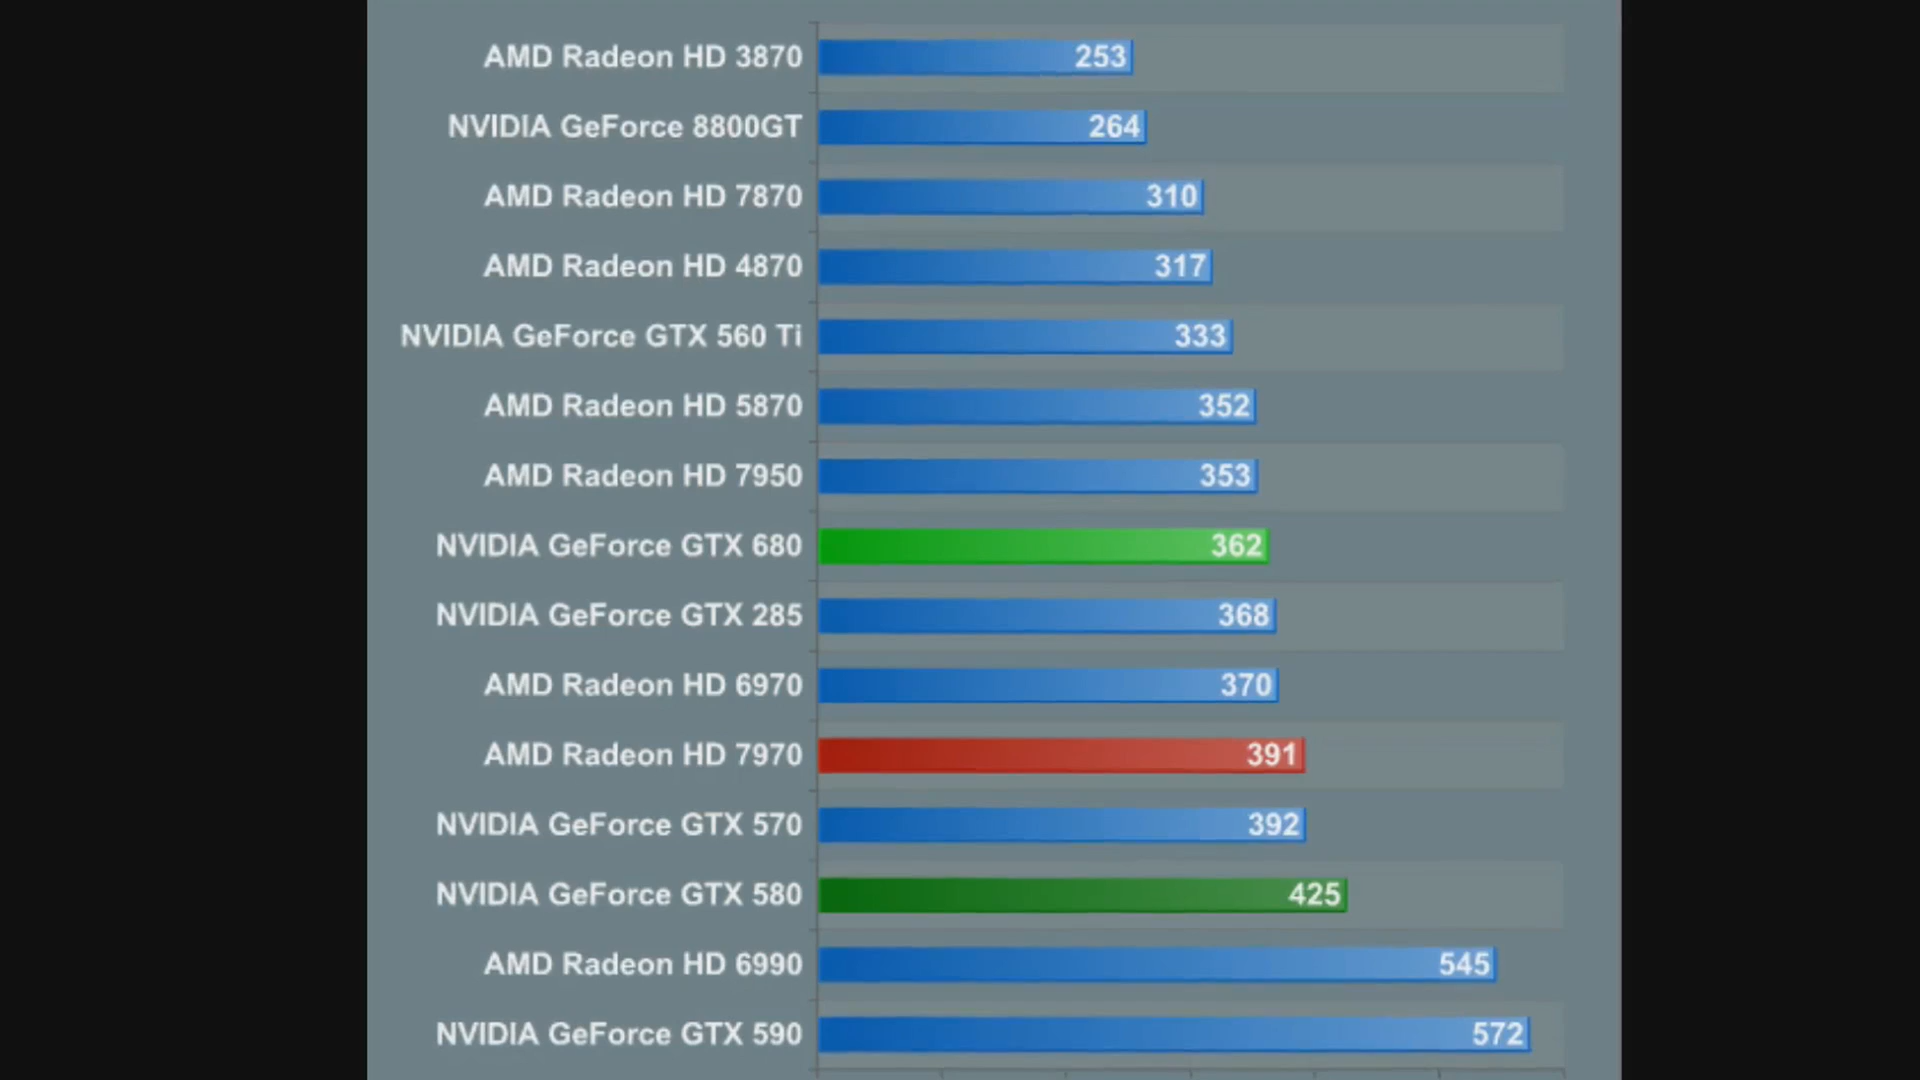 AMD Radeon HD 3870 253
NVIDIA GeForce 8800GT 264
AMD Radeon HD 7870 310
AMD Radeon HD 4870 317
NVIDIA GeForce GTX 560 Ti 333
AMD Radeon HD 5870 352
AMD Radeon HD 7950 353
NVIDIA GeForce GTX 680 362
NVIDIA GeForce GTX 285 368
AMD Radeon HD 6970 370
AMD Radeon HD 7970 391
NVIDIA GeForce GTX 570 392
NVIDIA GeForce GTX 580 425
AMD Radeon HD 6990 545
NVIDIA GeForce GTX 590 572